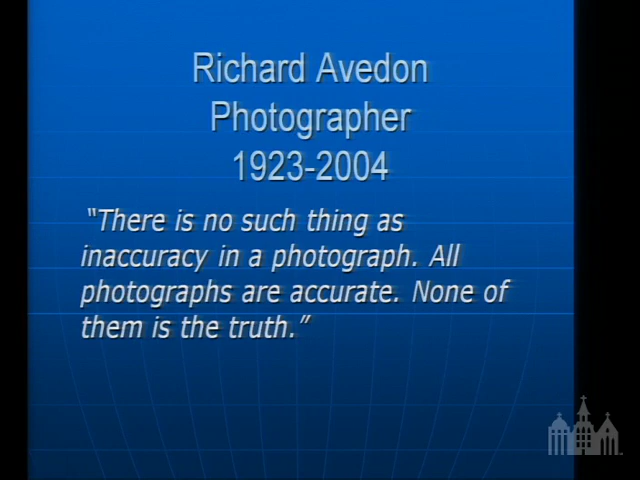 Richard Avedon
Photographer
1923-2004
“There is no such thing as
inaccuracy in a photograph. All
photographs are accurate. None of
them is the truth.”